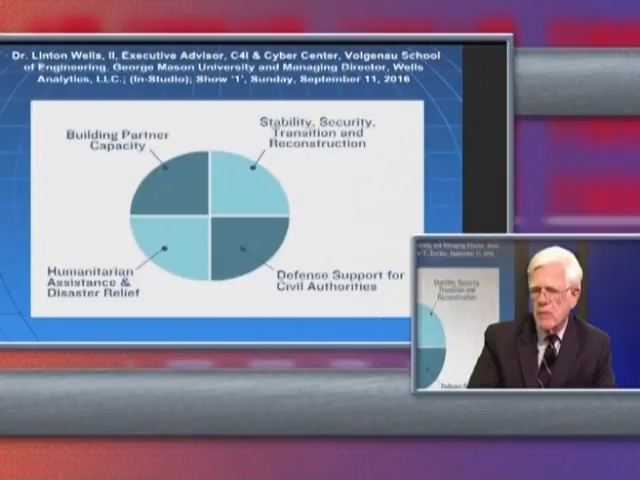 Dr. Linton Wells, II, Executive Advisor, C4I & Cyber Center, Volgenau School
of Engineering, George Mason University and Managing Director, Wells
Analytics, LLC.; (In-Studio); Show '1', Sunday, September 11, 2016
Building Partner
Capacity
Stability, Security,
Transition and
Reconstruction
Humanitarian
Assistance &
Disaster Relief
Defense Support for
Civil Authorities
Stability, Security,
Transition and
Reconstruction